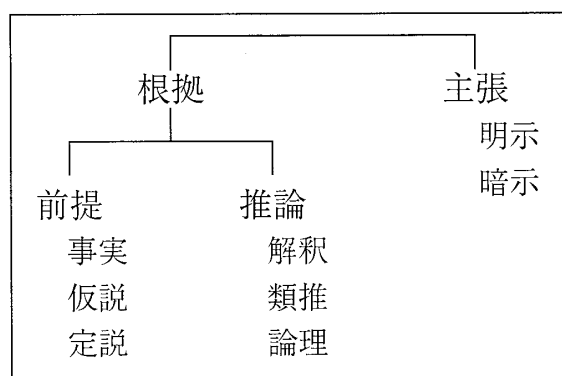 根拠
主張
明示
暗示
前提
推論
事実
解釈
仮説
類推
定説
論理